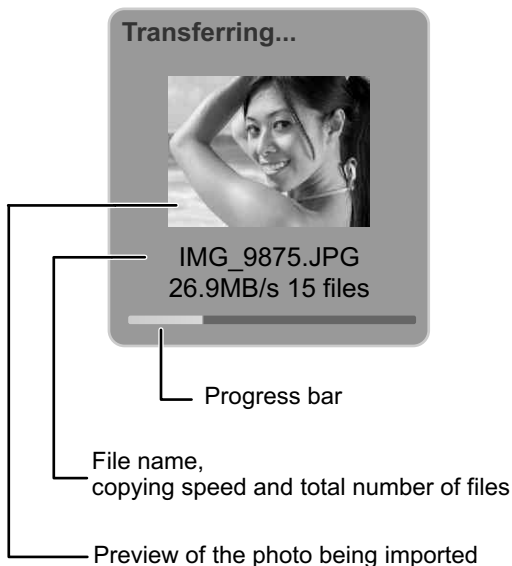 Transferring...
IMG_9875.JPG
26.9MB/s 15 files
Progress bar
File name,
copying speed and total number of files
Preview of the photo being imported